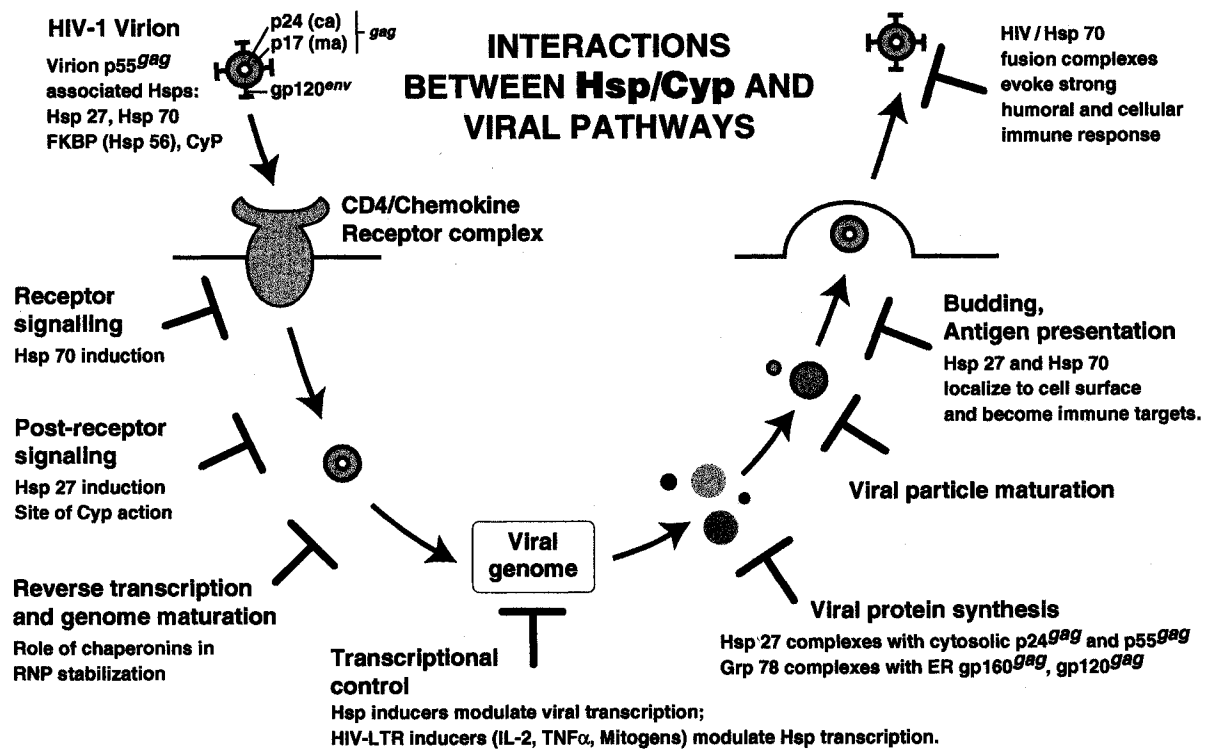 HIV-1 Virion
p24 (ca)
p17 (ma)
gag
gp120env
Virion p55gag
associated Hsps:
Hsp 27, Hsp 70
FKBP (Hsp 56), CyP
INTERACTIONS
BETWEEN Hsp/Cyp AND
VIRAL PATHWAYS
HIV / Hsp 70
fusion complexes
evoke strong
humoral and cellular
immune response
CD4/Chemokine
Receptor complex
Receptor
signalling
Hsp 70 induction
Post-receptor
signaling
Hsp 27 induction
Site of Cyp action
Reverse transcription
and genome maturation
Role of chaperonins in
RNP stabilization
Viral
genome
Transcriptional
control
Hsp inducers modulate viral transcription;
HIV-LTR inducers (IL-2, TNFα, Mitogens) modulate Hsp transcription.
Budding,
Antigen presentation
Hsp 27 and Hsp 70
localize to cell surface
and become immune targets.
Viral particle maturation
Viral protein synthesis
Hsp 27 complexes with cytosolic p24gag and p55gag
Grp 78 complexes with ER gp160gag, gp120gag